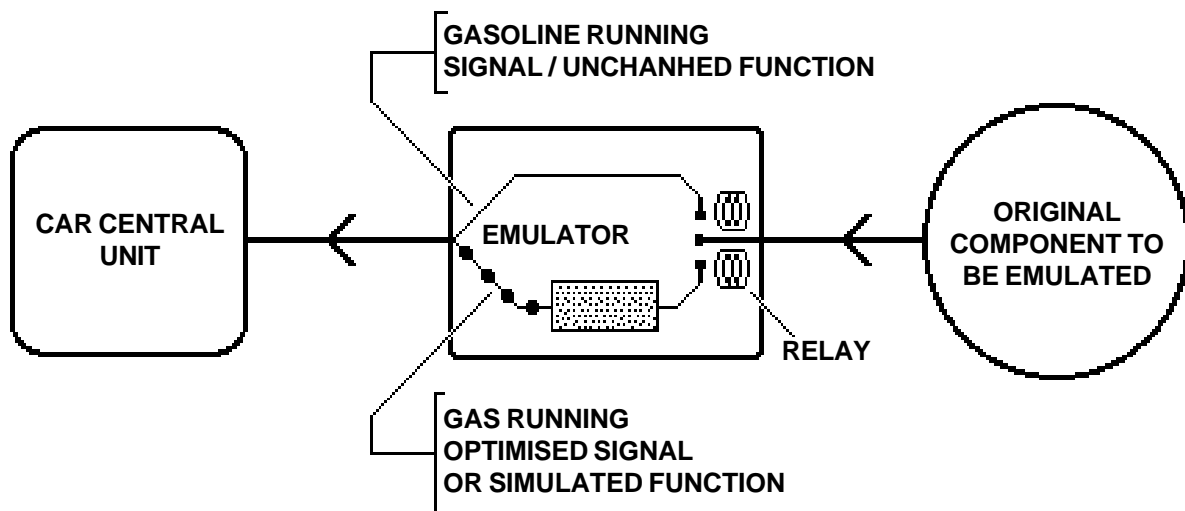 GASOLINE RUNNING
SIGNAL / UNCHANHED FUNCTION
CAR CENTRAL
UNIT
EMULATOR
ORIGINAL
COMPONENT TO
BE EMULATED
RELAY
GAS RUNNING
OPTIMISED SIGNAL
OR SIMULATED FUNCTION